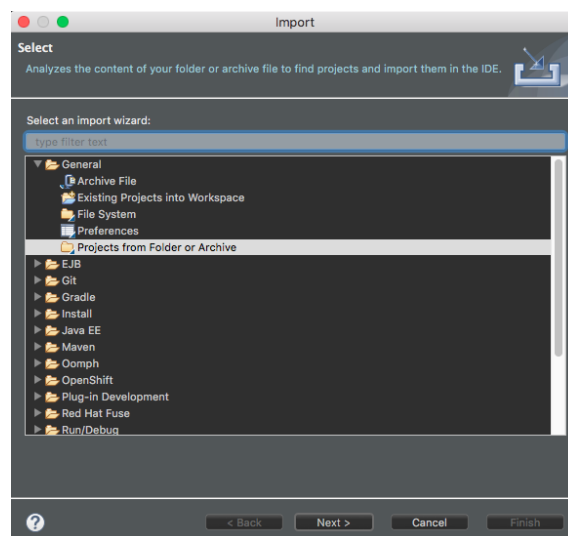 Import
Select
Analyzes the content of your folder or archive file to find projects and import them in the IDE.
Select an import wizard:
type filter text
General
Archive File
Existing Projects into Workspace
File System
Preferences
Projects from Folder or Archive
EJB
Git
Gradle
Install
Java EE
Maven
Oomph
OpenShift
Plug-in Development
Red Hat Fuse
Run/Debug
? < Back Next > Cancel Finish